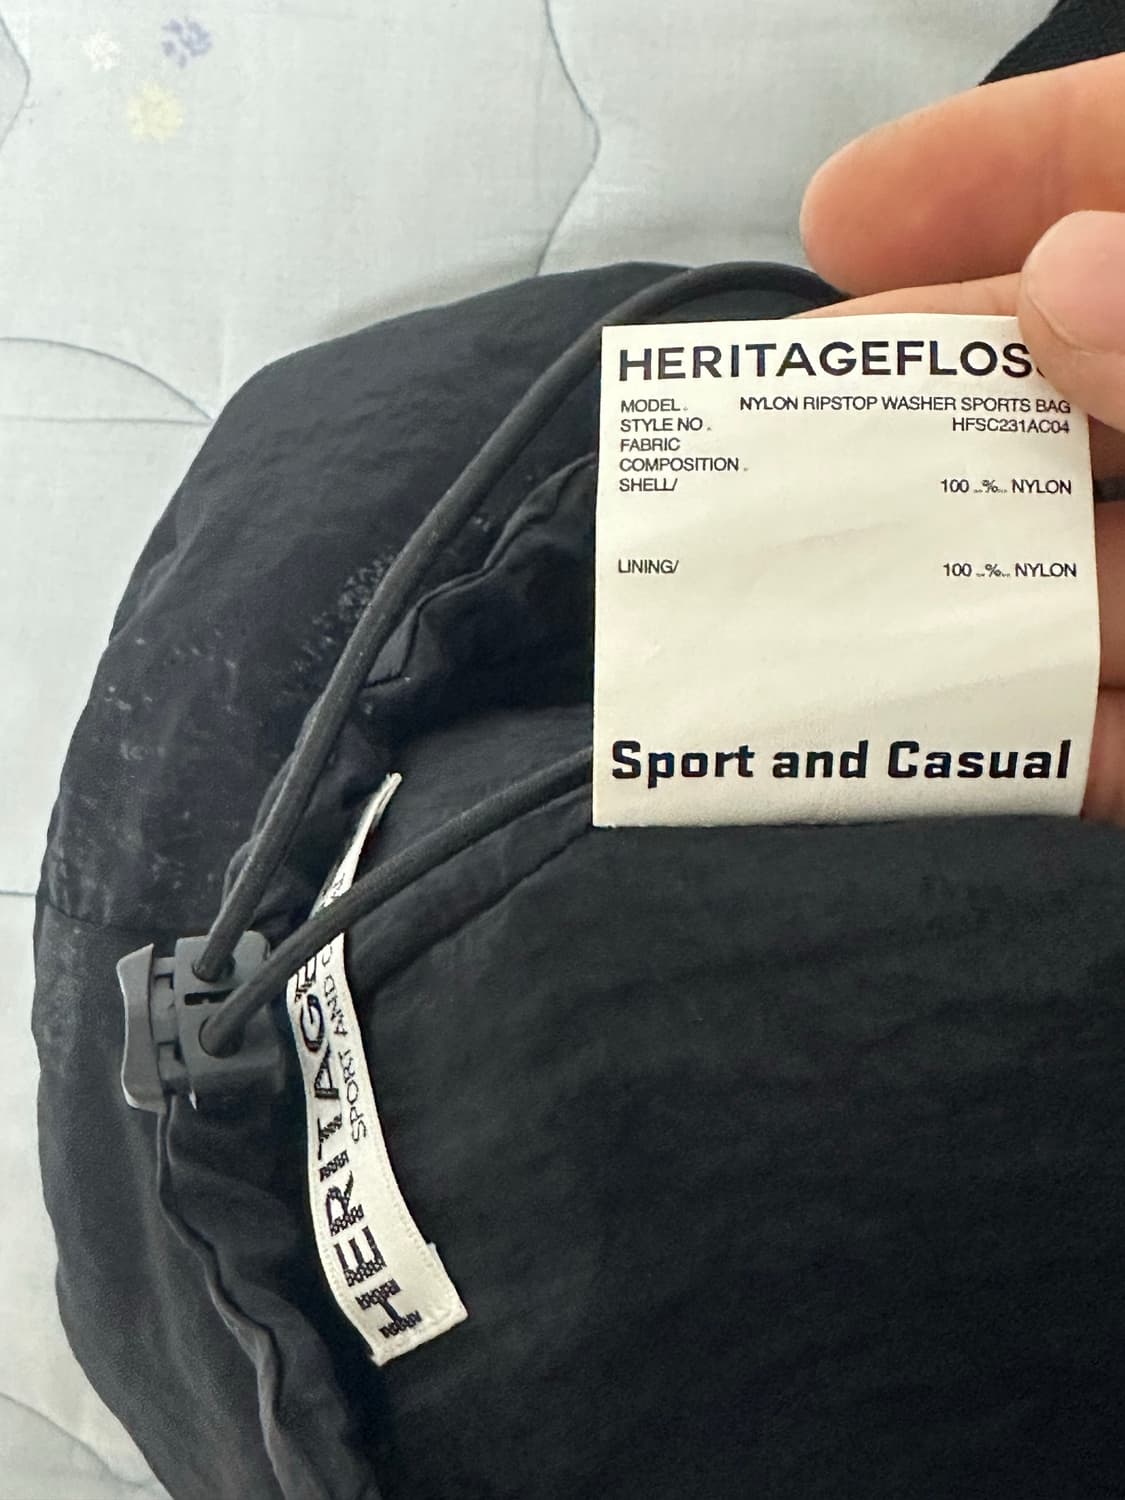 HERITAGEFLOS
MODEL. NYLON RIPSTOP WASHER SPORTS BAG
STYLE NO. HFSC231AC04
FABRIC
COMPOSITION.
SHELL/ 100 % NYLON
LINING/ 100 % NYLON
Sport and Casual
HERITAGE
SPORT AND